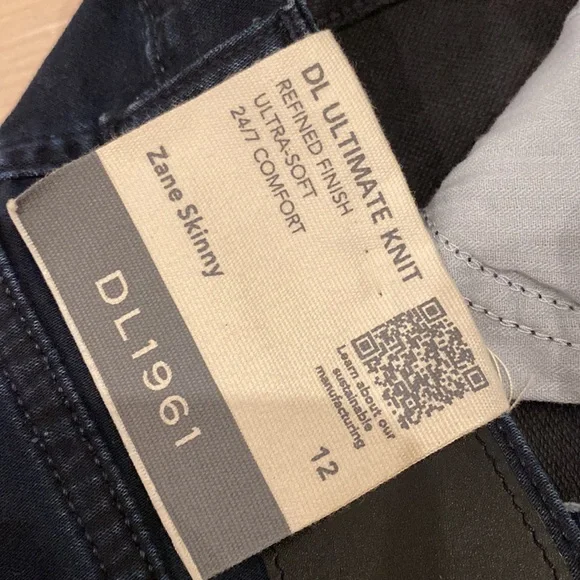 DL ULTIMATE KNIT
REFINED FINISH
ULTRA-SOFT
24/7 COMFORT
Zane Skinny
DL1961
Learn about our
sustainable
manufacturing
12